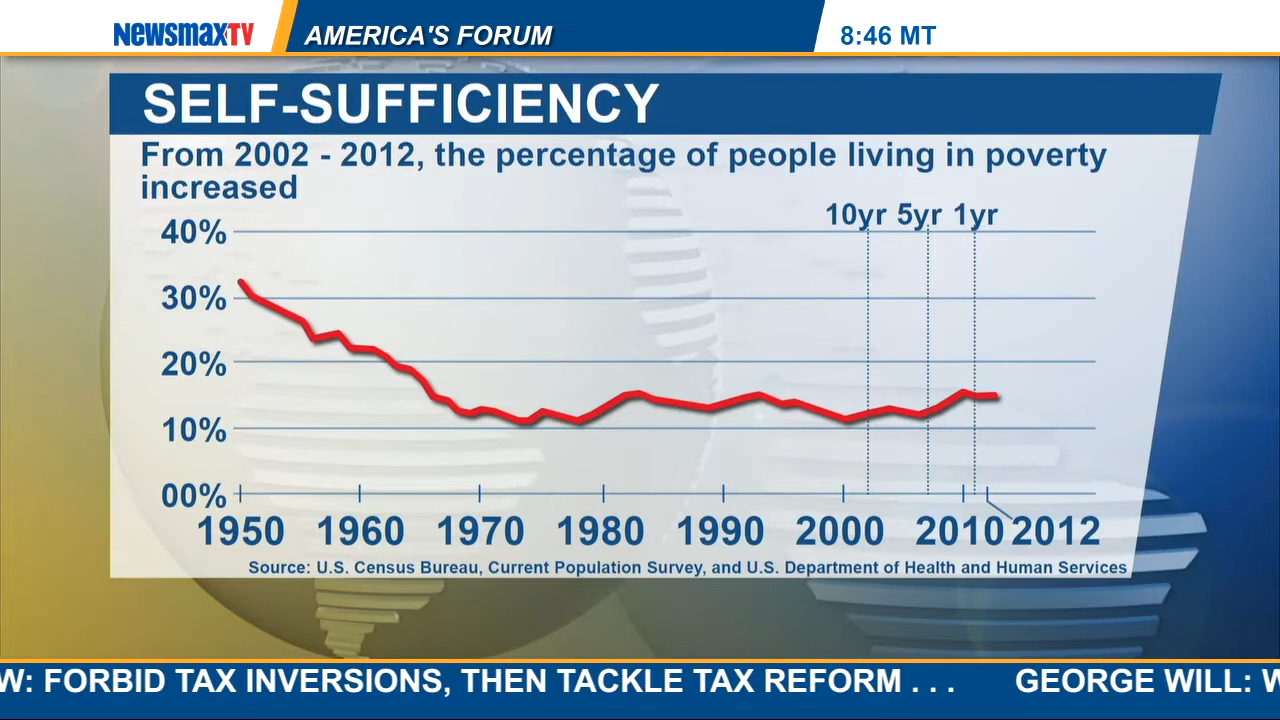 NEWSMAXTV
AMERICA'S FORUM
8:46 MT
SELF-SUFFICIENCY
From 2002 - 2012, the percentage of people living in poverty
increased
10yr 5yr 1yr
40%
30%
20%
10%
00%
1950 1960 1970 1980 1990 2000 2010 2012
Source: U.S. Census Bureau, Current Population Survey, and U.S. Department of Health and Human Services
W: FORBID TAX INVERSIONS, THEN TACKLE TAX REFORM . . . GEORGE WILL: W